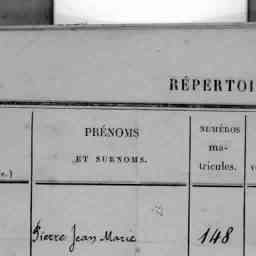 RÉPERTOI
PRÉNOMS
ET SURNOMS.
NUMÉROS
ma-
tricules.
e.)
Pierre Jean Marie
148